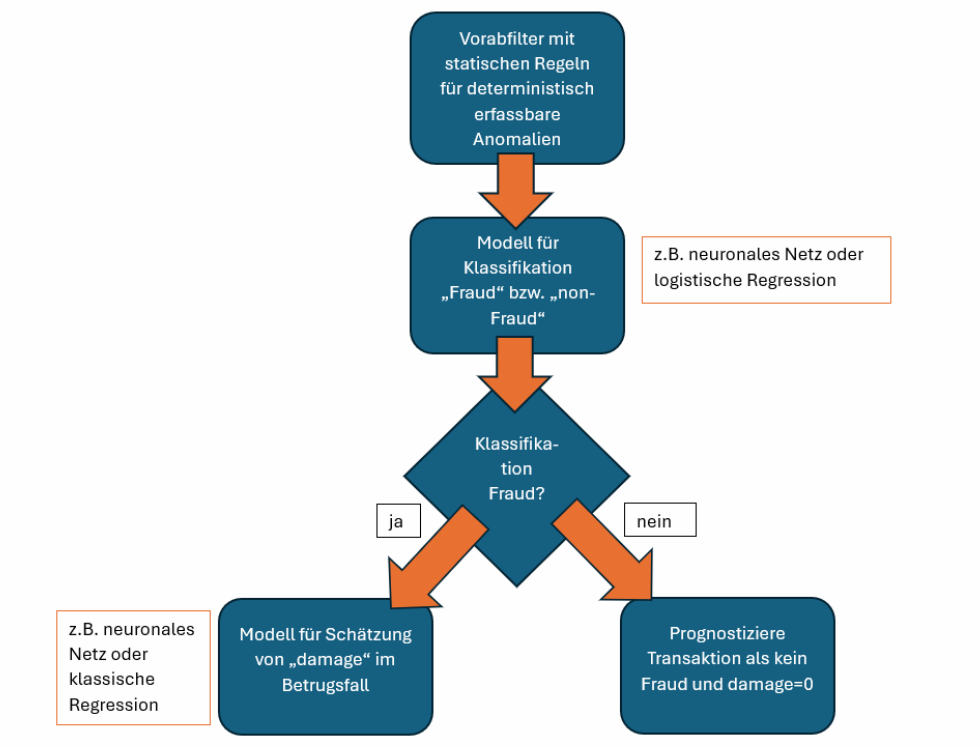 Vorabfilter mit
statischen Regeln
für deterministisch
erfassbare
Anomalien
Modell für
Klassifikation
„Fraud“ bzw. „non-
Fraud“
z.B. neuronales Netz oder
logistische Regression
Klassifika-
tion
Fraud?
ja
nein
z.B. neuronales
Netz oder
klassische
Regression
Modell für Schätzung
von „damage“ im
Betrugsfall
Prognostiziere
Transaktion als kein
Fraud und damage=0